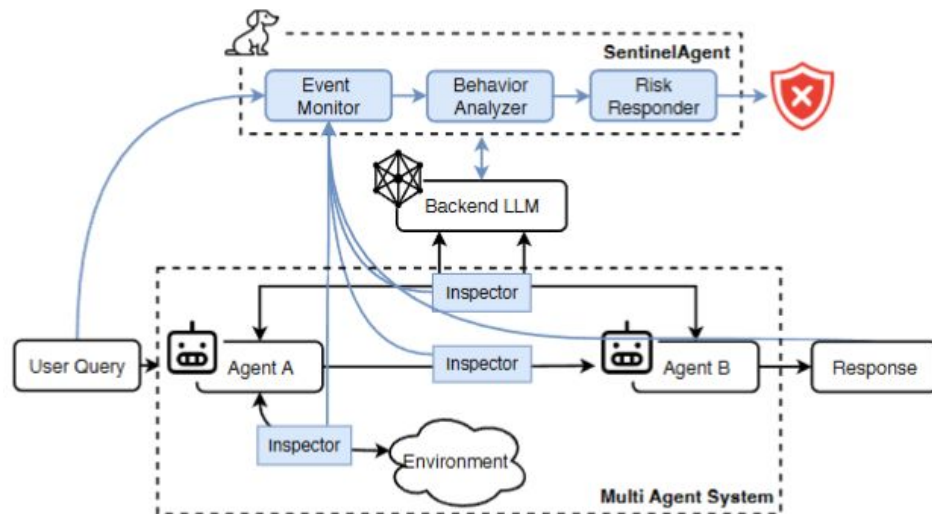 SentinelAgent
Event
Monitor
Behavior
Analyzer
Risk
Responder
Backend LLM
Inspector
User Query
Agent A
Inspector
Agent B
Response
Inspector
Environment
Multi Agent System